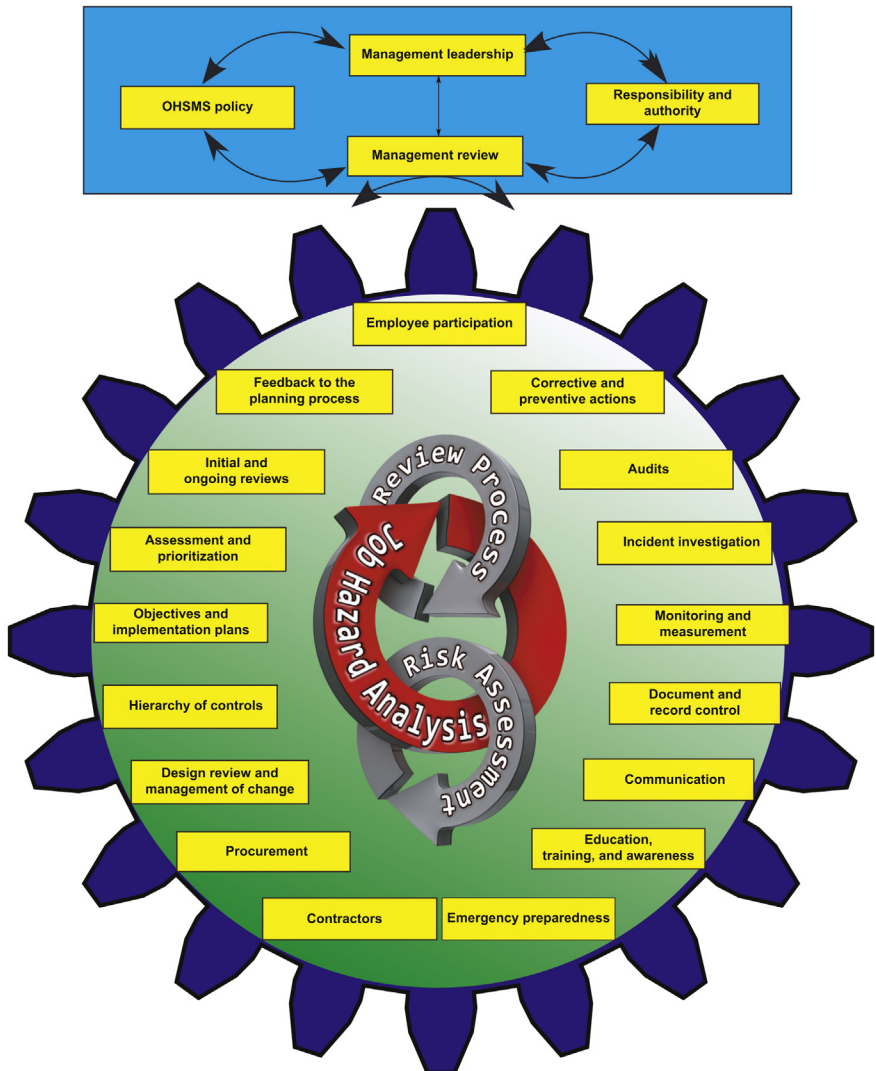 Management leadership
OHSMS policy
Responsibility and
authority
Management review
Employee participation
Feedback to the
planning process
Corrective and
preventive actions
Initial and
ongoing reviews
Audits
Assessment and
prioritization
Incident investigation
Objectives and
implementation plans
Monitoring and
measurement
Hierarchy of controls
Document and
record control
Design review and
management of change
Communication
Procurement
Education,
training, and awareness
Contractors
Emergency preparedness
Review Process
Job Hazard Analysis
Risk Assessment